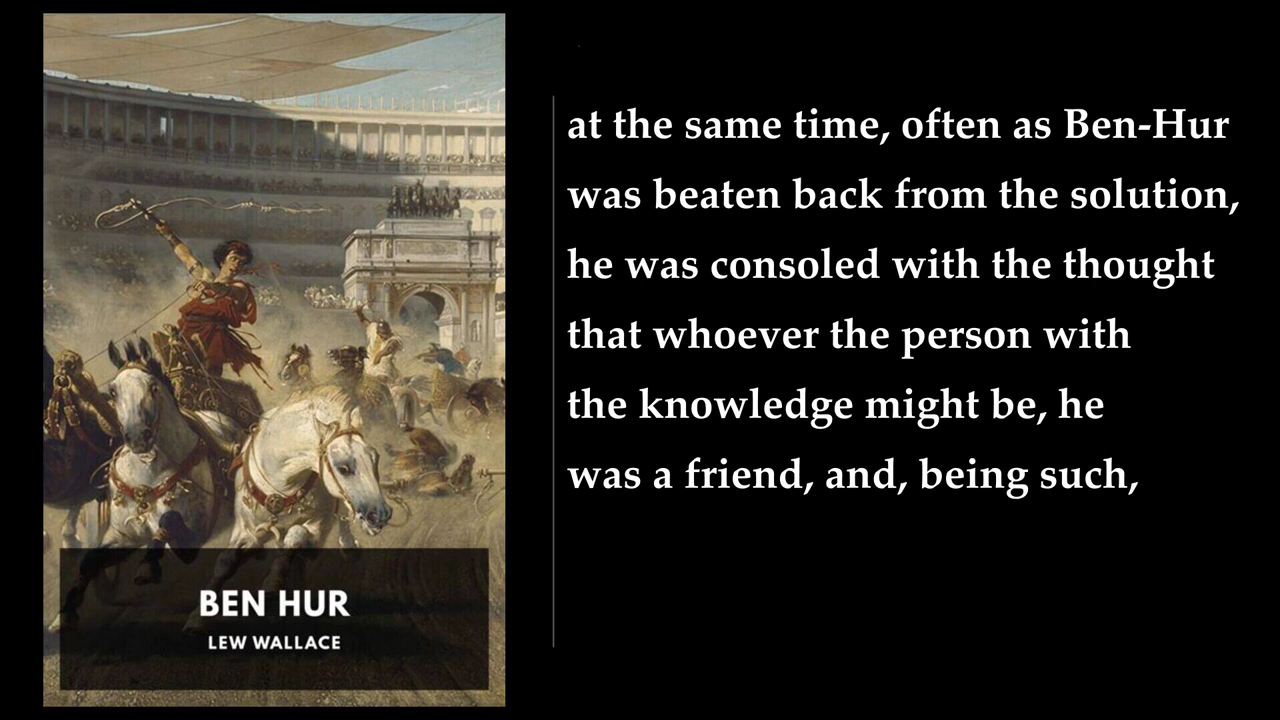 BEN HUR
LEW WALLACE
at the same time, often as Ben-Hur
was beaten back from the solution,
he was consoled with the thought
that whoever the person with
the knowledge might be, he
was a friend, and, being such,